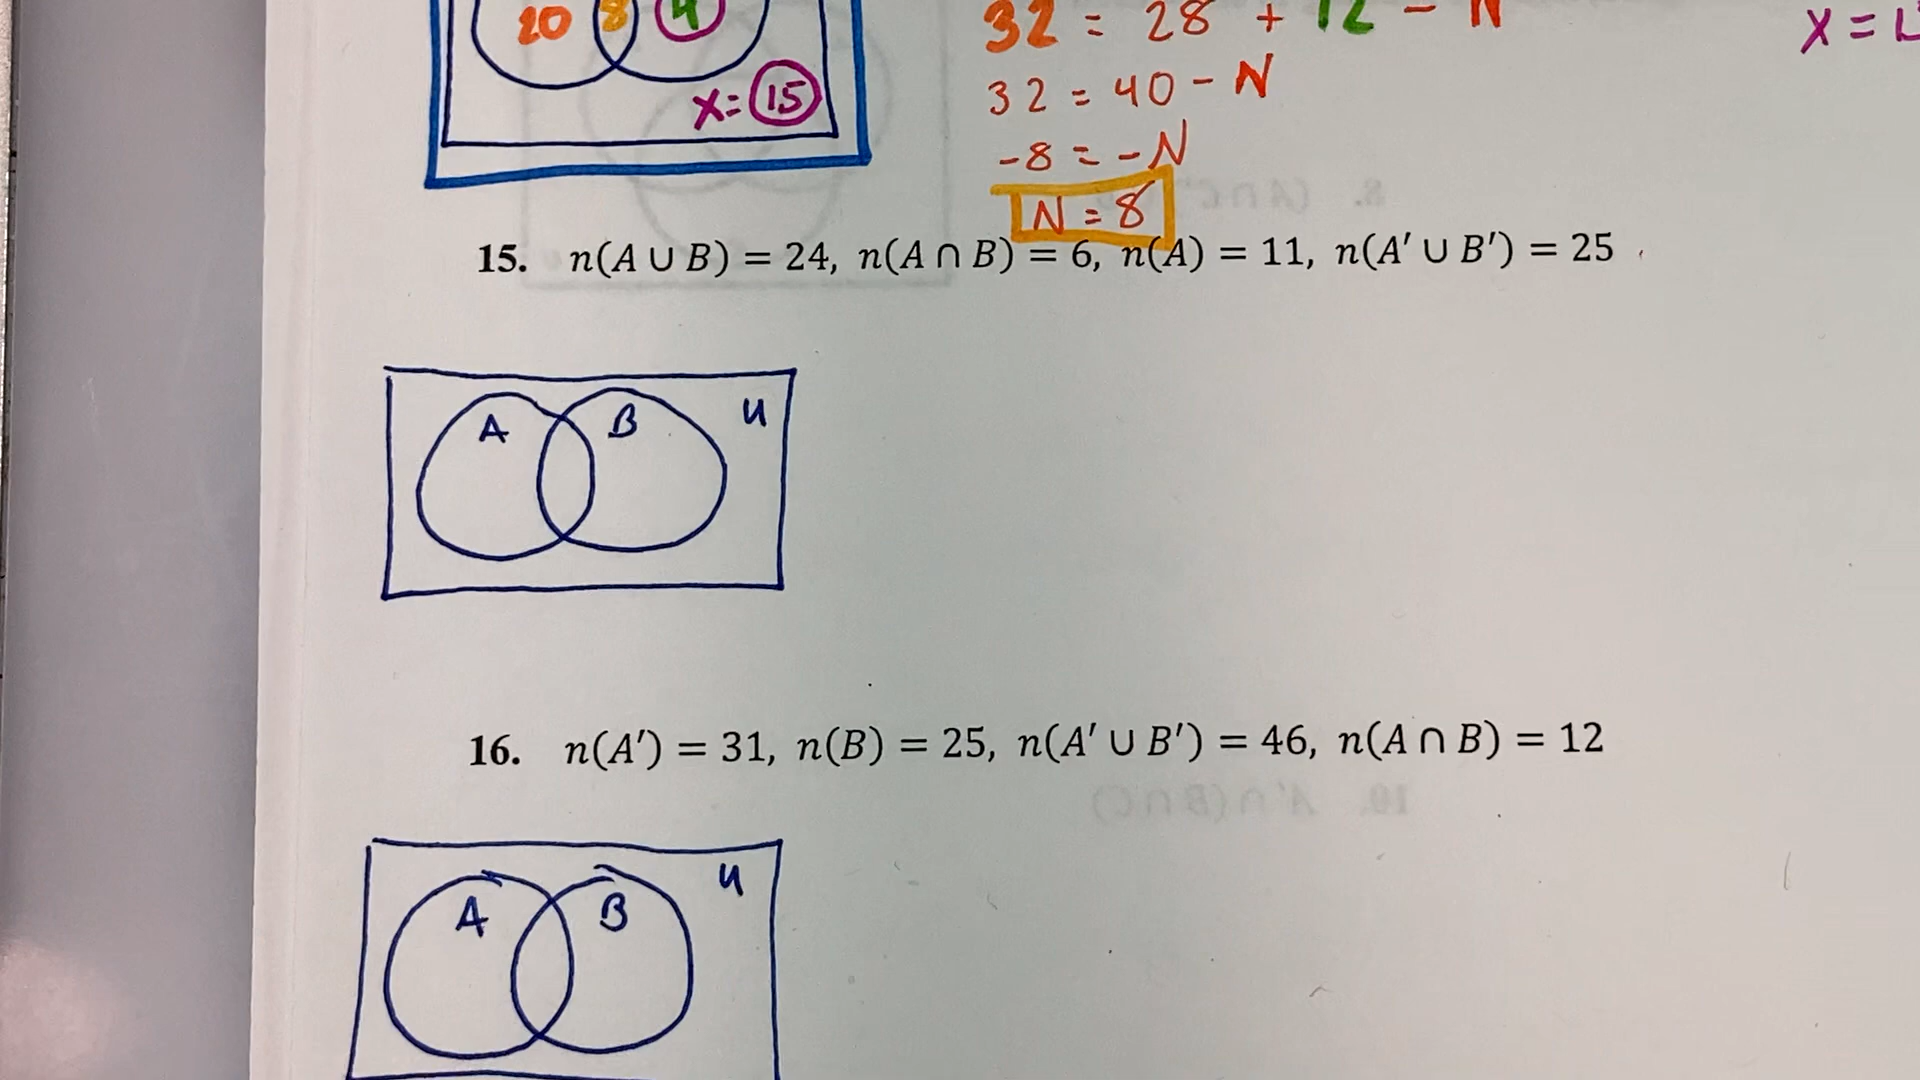 20 8 4
x = 15
32 = 28 + 12 - N
32 = 40 - N
-8 = -N
N = 8
x =
15. n(A ∪ B) = 24, n(A ∩ B) = 6, n(A) = 11, n(A′ ∪ B′) = 25
A B U
16. n(A′) = 31, n(B) = 25, n(A′ ∪ B′) = 46, n(A ∩ B) = 12
A B U